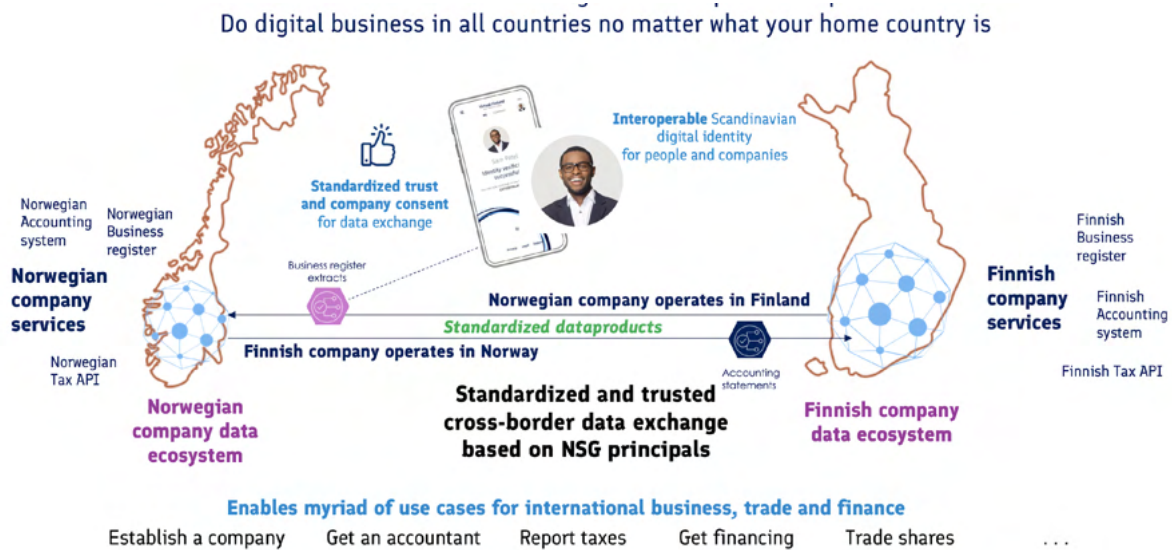 Do digital business in all countries no matter what your home country is
Interoperable Scandinavian
digital identity
for people and companies
Standardized trust
and company consent
for data exchange
Norwegian
Accounting
system
Norwegian
Business
register
Norwegian
company
services
Norwegian
Tax API
Business register
extracts
Norwegian company operates in Finland
Standardized dataproducts
Finnish company operates in Norway
Accounting
statements
Finnish
Business
register
Finnish
company
services
Finnish
Accounting
system
Finnish Tax API
Norwegian
company data
ecosystem
Standardized and trusted
cross-border data exchange
based on NSG principals
Finnish company
data ecosystem
Enables myriad of use cases for international business, trade and finance
Establish a company
Get an accountant
Report taxes
Get financing
Trade shares
...